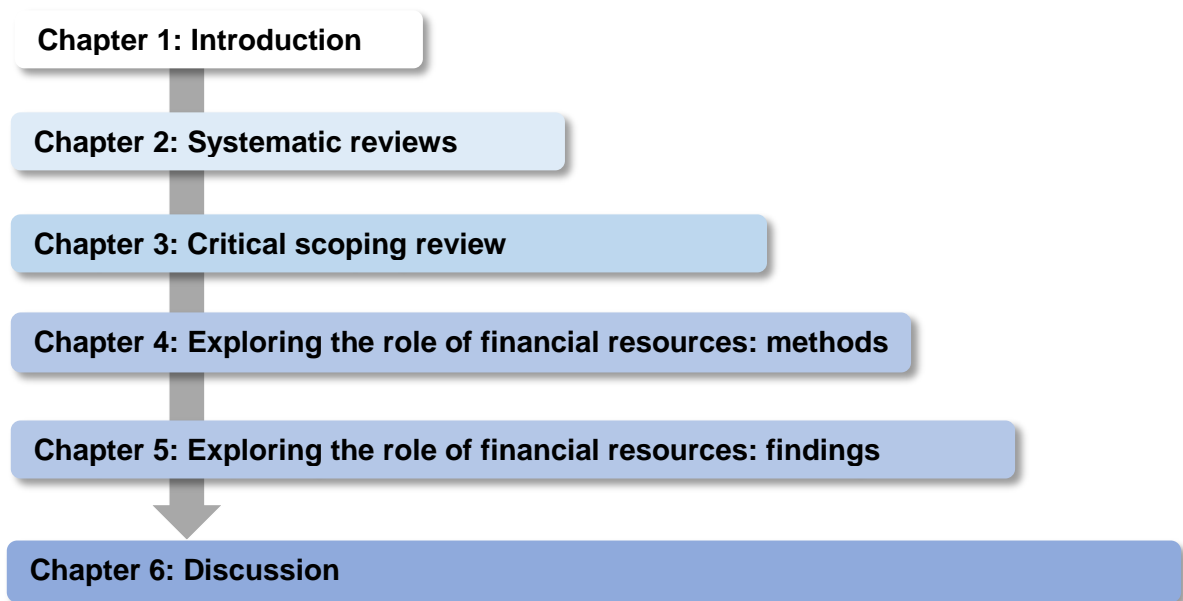 Chapter 1: Introduction
Chapter 2: Systematic reviews
Chapter 3: Critical scoping review
Chapter 4: Exploring the role of financial resources: methods
Chapter 5: Exploring the role of financial resources: findings
Chapter 6: Discussion